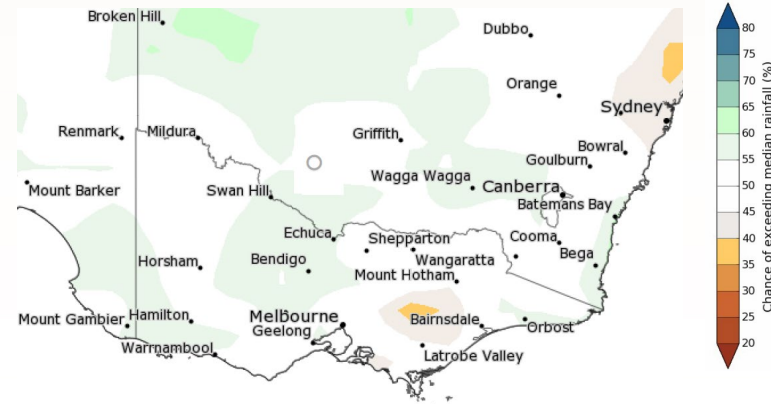 Broken Hill
Dubbo
Orange
Sydney
Renmark
Mildura
Griffith
Bowral
Goulburn
Wagga Wagga
Canberra
Mount Barker
Swan Hill
Batemans Bay
Echuca
Shepparton
Cooma
Horsham
Bendigo
Wangaratta
Bega
Mount Hotham
Mount Gambier
Hamilton
Melbourne
Geelong
Bairnsdale
Orbost
Warrnambool
Latrobe Valley
80
75
70
65
60
55
50
45
40
35
30
25
20
Chance of exceeding median rainfall (%)